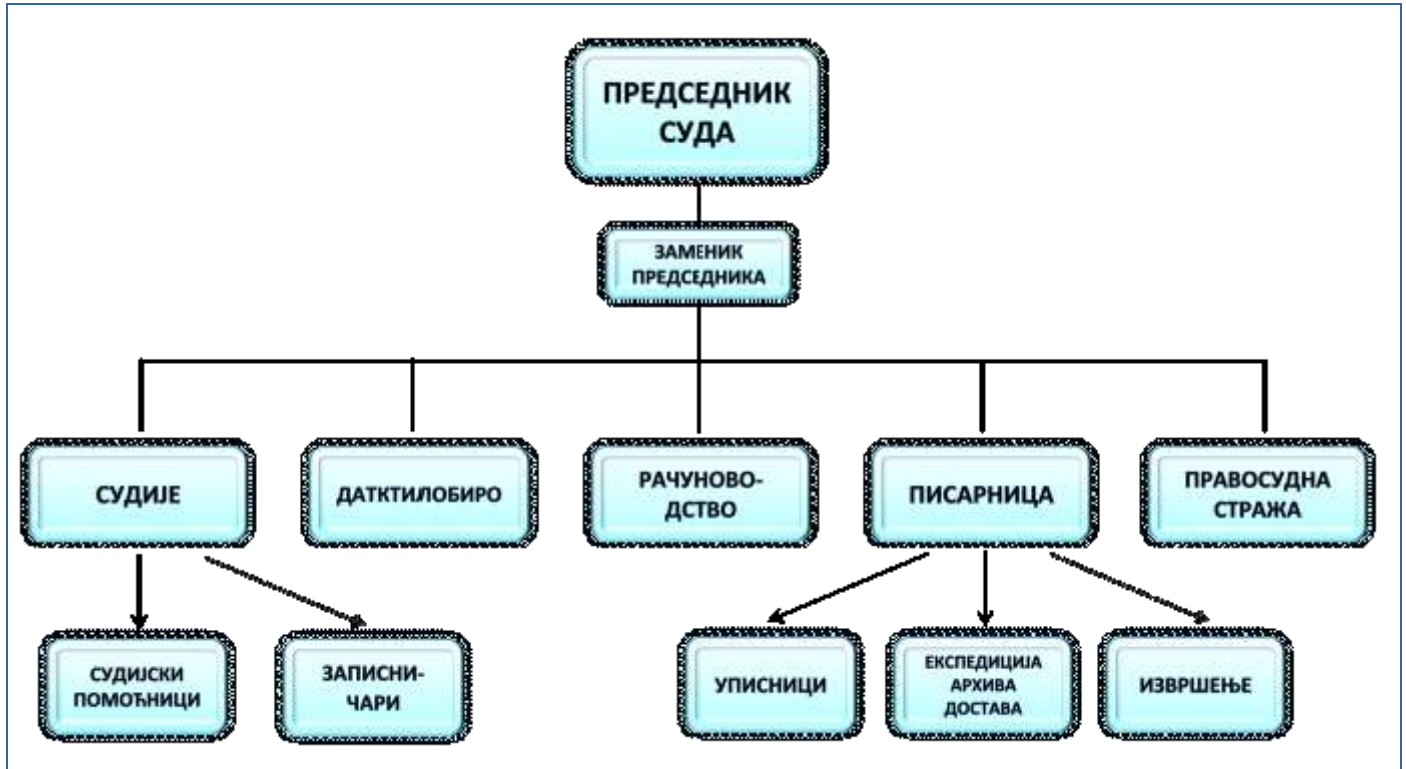 ПРЕДСЕДНИК
СУДА
ЗАМЕНИК
ПРЕДСЕДНИКА
СУДИЈЕ
ДАТКТИЛОБИРО
РАЧУНОВО-
ДСТВО
ПИСАРНИЦА
ПРАВОСУДНА
СТРАЖА
СУДИЈСКИ
ПОМОЋНИЦИ
ЗАПИСНИ-
ЧАРИ
УПИСНИЦИ
ЕКСПЕДИЦИЈА
АРХИВА
ДОСТАВА
ИЗВРШЕЊЕ